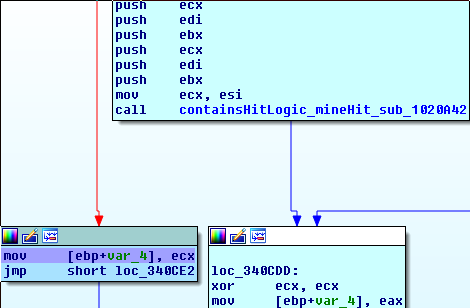 push    ecx
push    edi
push    ebx
push    ecx
push    edi
push    ebx
mov     ecx, esi
call    containsHitLogic_mineHit_sub_1020A42
mov     [ebp+var_4], ecx
jmp     short loc_340CE2
loc_340CDD:
xor     ecx, ecx
mov     [ebp+var_4], eax